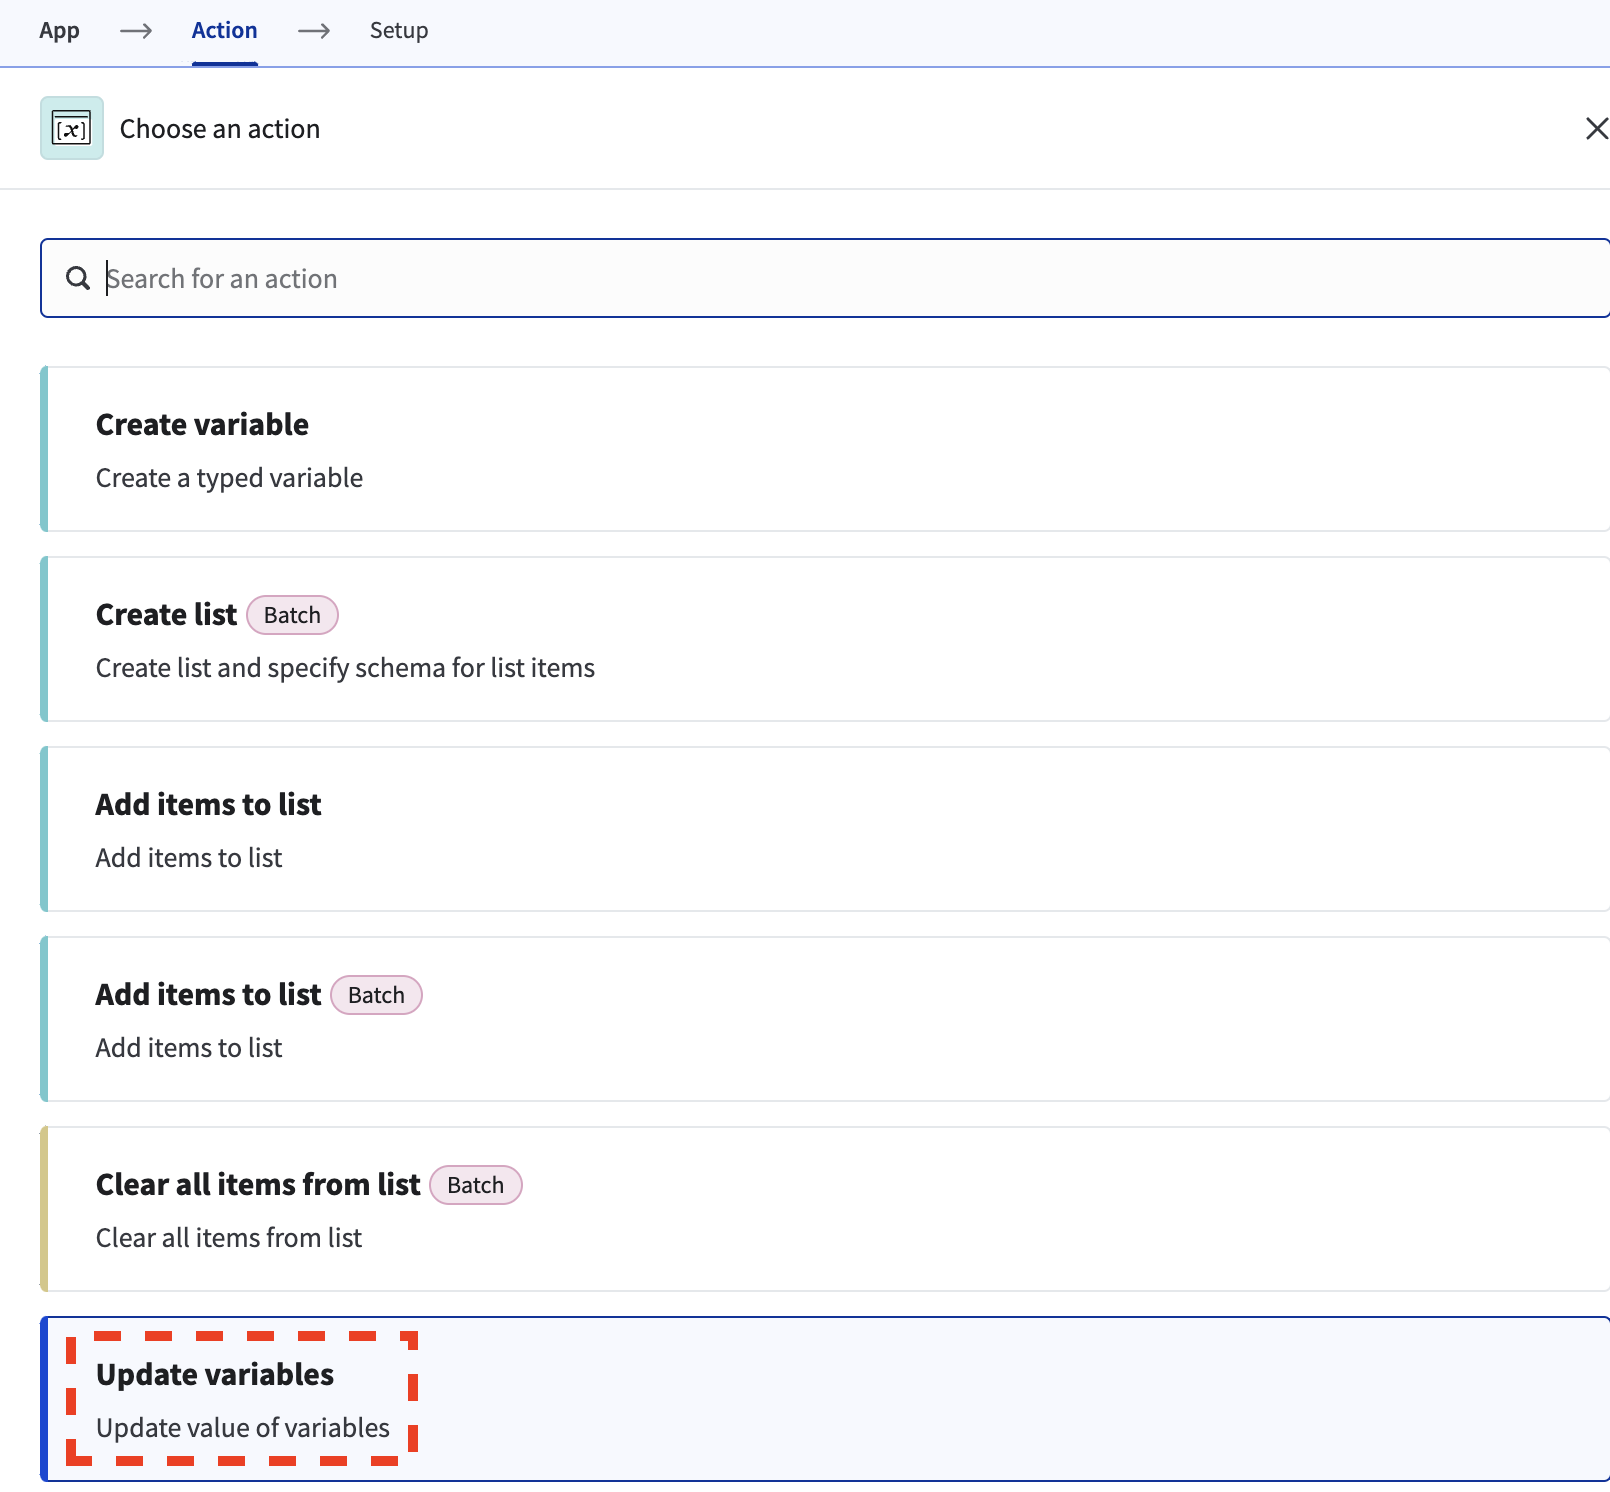 App → Action → Setup
[x] Choose an action
Search for an action
Create variable
Create a typed variable
Create list Batch
Create list and specify schema for list items
Add items to list
Add items to list
Add items to list Batch
Add items to list
Clear all items from list Batch
Clear all items from list
Update variables
Update value of variables